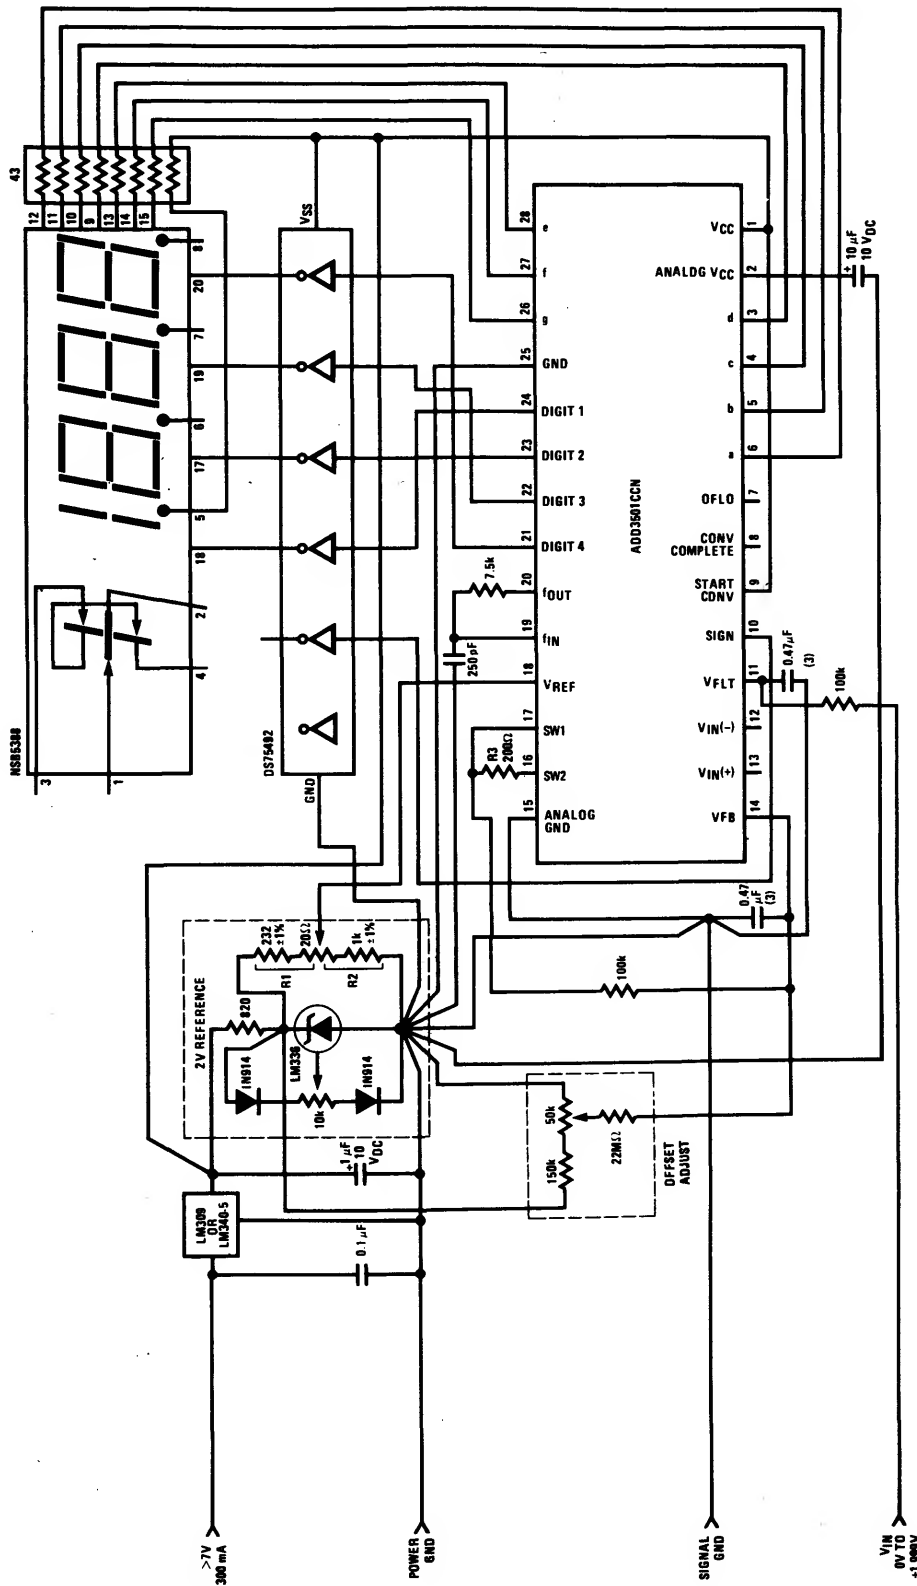 43
12
11
10
9
13
14
15
8
20
7
19
6
17
5
18
2
4
NSB5388
3
1
VSS
DS75492
GND
28
27
26
25
24
23
22
21
20
19
18
17
16
15
e
f
g
GND
DIGIT 1
DIGIT 2
DIGIT 3
DIGIT 4
fOUT
fIN
VREF
SW1
SW2
ANALOG
GND
7.5k
250 pF
R3
200Ω
ADD3501CCN
VCC
ANALOG VCC
d
c
b
a
OFLO
CONV
COMPLETE
START
CONV
SIGN
VFLT
VIN(–)
VIN(+)
VFB
1
2
3
4
5
6
7
8
9
10
11
12
13
14
+ 10 µF
10 VDC
0.47µF
(3)
100k
0.47
µF
(3)
100k
2V REFERENCE
232
±1%
20Ω
1k
±1%
R1
R2
820
LM336
IN914
10k
IN914
+1 µF
10
VDC
LM309
OR
LM340-5
0.1 µF
50k
150k
22MΩ
OFFSET
ADJUST
>7V
300 mA
POWER
GND
SIGNAL
GND
VIN
0V TO
+1.999V